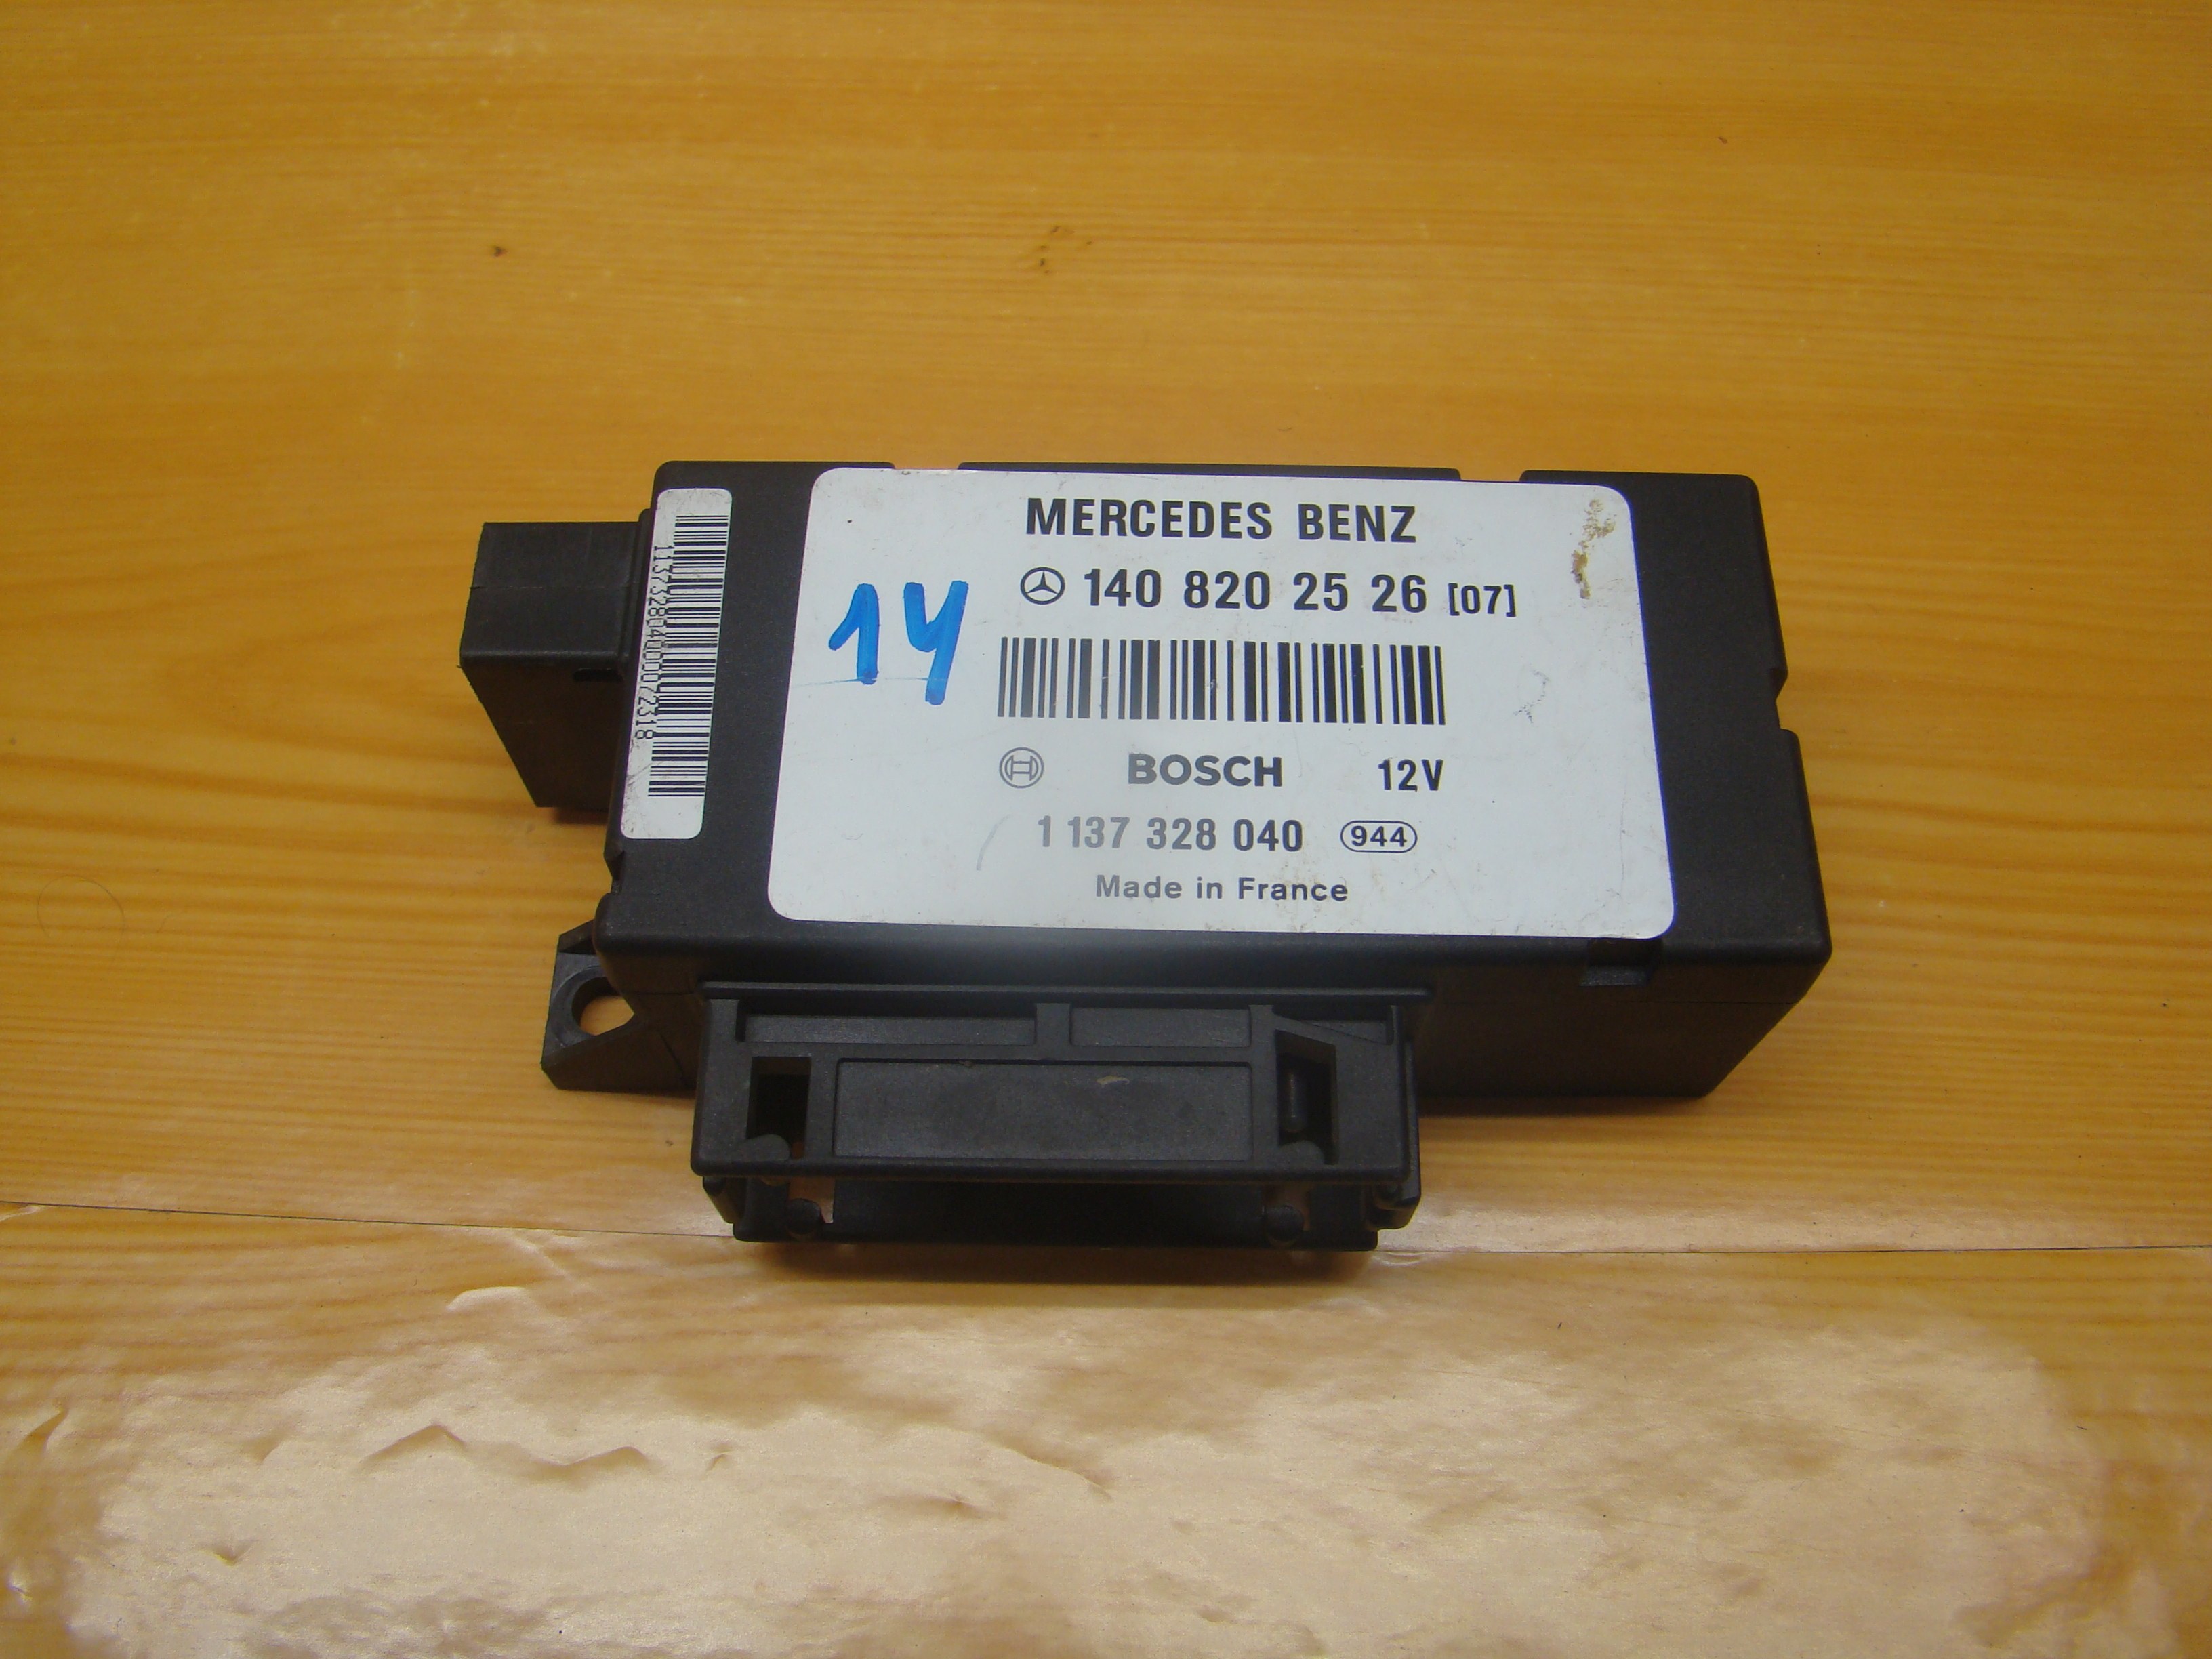 MERCEDES BENZ
140 820 25 26 [07]
14
BOSCH 12V
1 137 328 040 944
Made in France